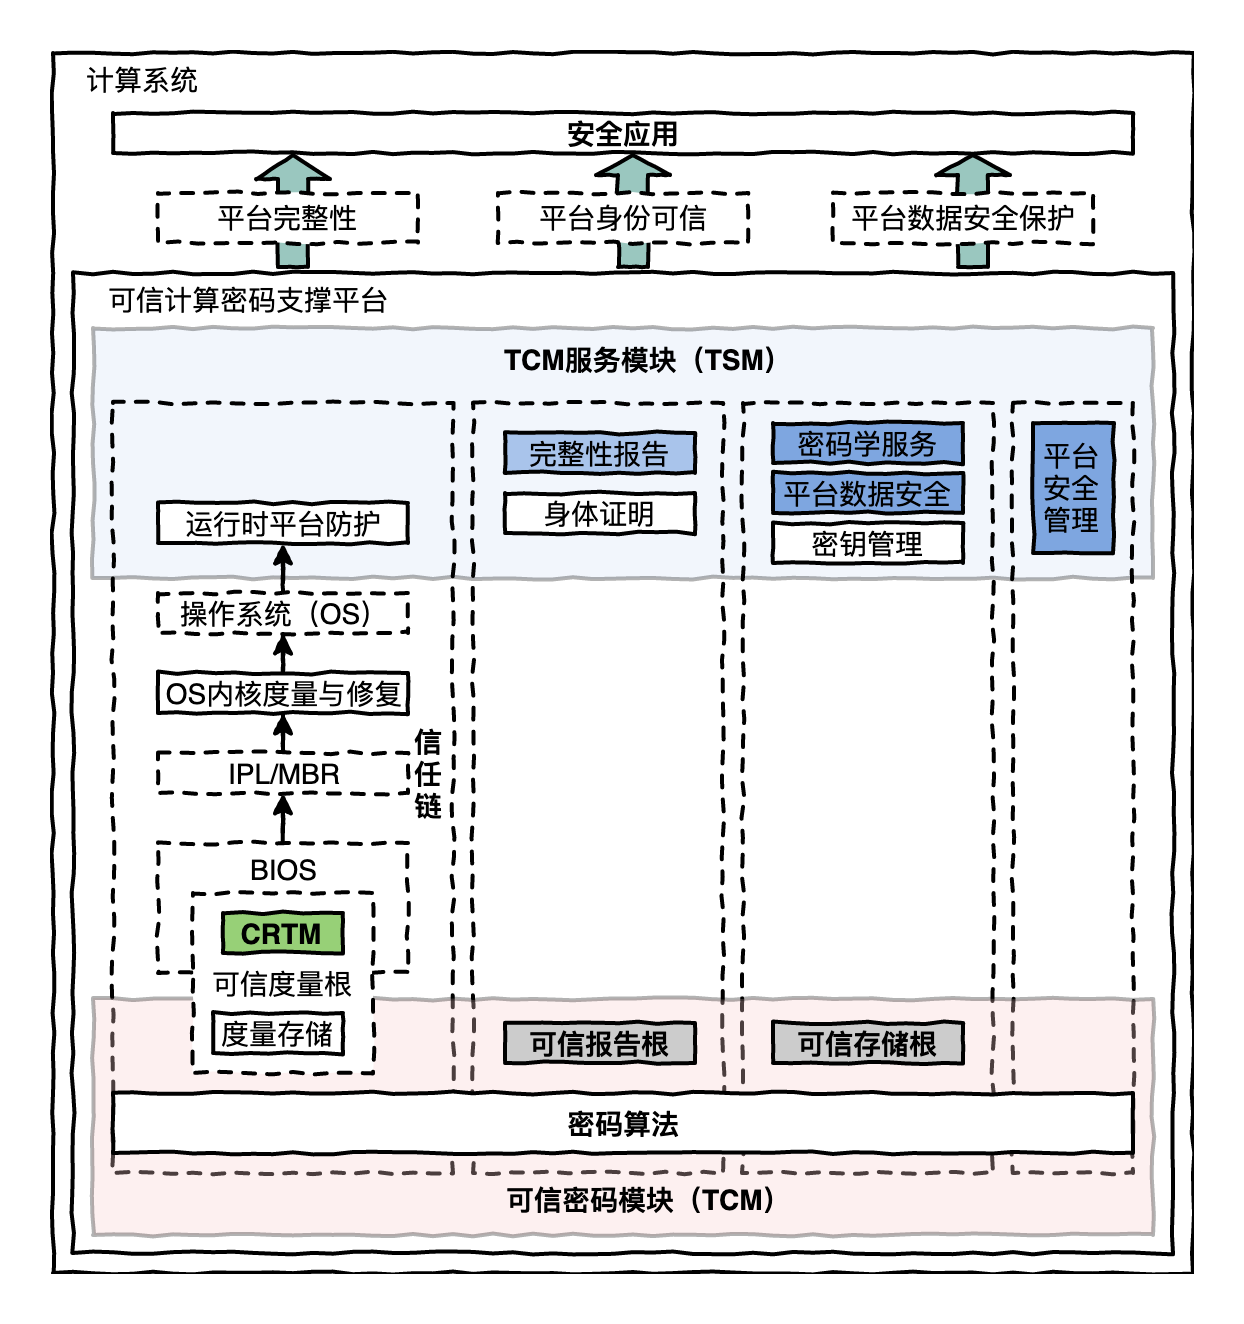 计算系统
安全应用
平台完整性
平台身份可信
平台数据安全保护
可信计算密码支撑平台
TCM服务模块（TSM）
运行时平台防护
操作系统（OS）
OS内核度量与修复
IPL/MBR
信
任
链
BIOS
CRTM
可信度量根
度量存储
完整性报告
身体证明
可信报告根
密码学服务
平台数据安全
密钥管理
可信存储根
平台
安全
管理
密码算法
可信密码模块（TCM）